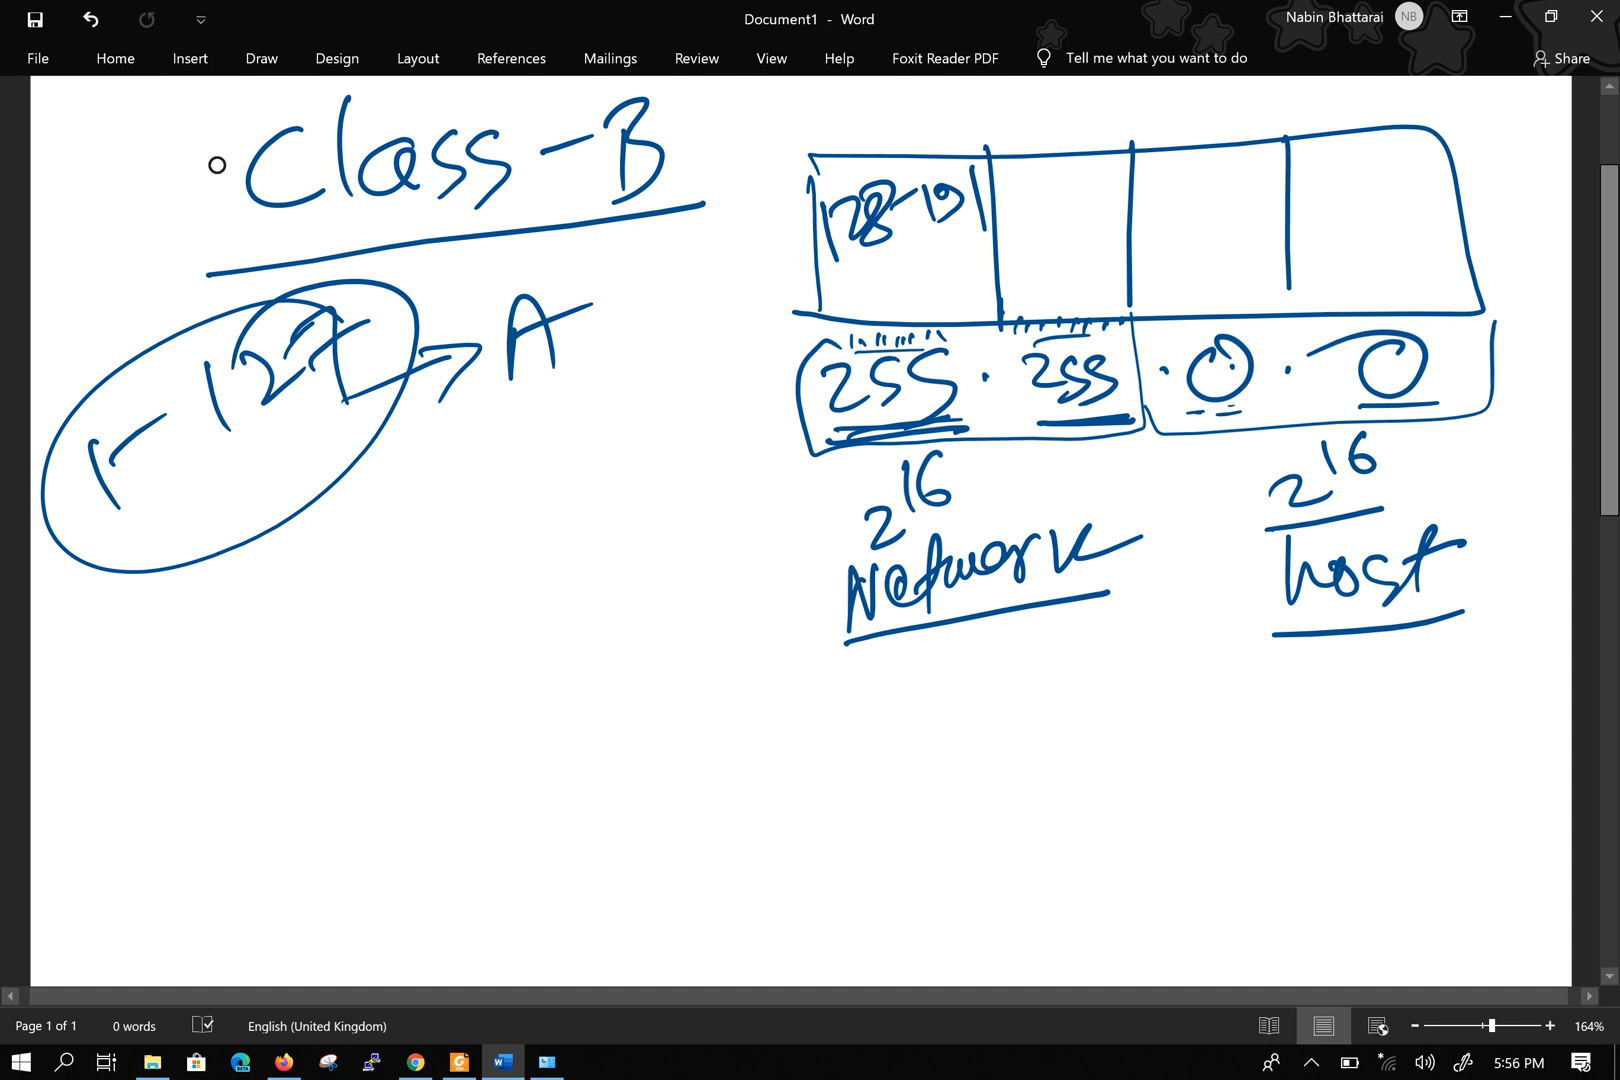 Document1 - Word
Nabin Bhattarai NB
File Home Insert Draw Design Layout References Mailings Review View Help Foxit Reader PDF Tell me what you want to do Share
Class-B
128-191
1-127 → A
255 . 255 . 0 . 0
2^16 2^16
Network host
Page 1 of 1 0 words English (United Kingdom) 164%
5:56 PM